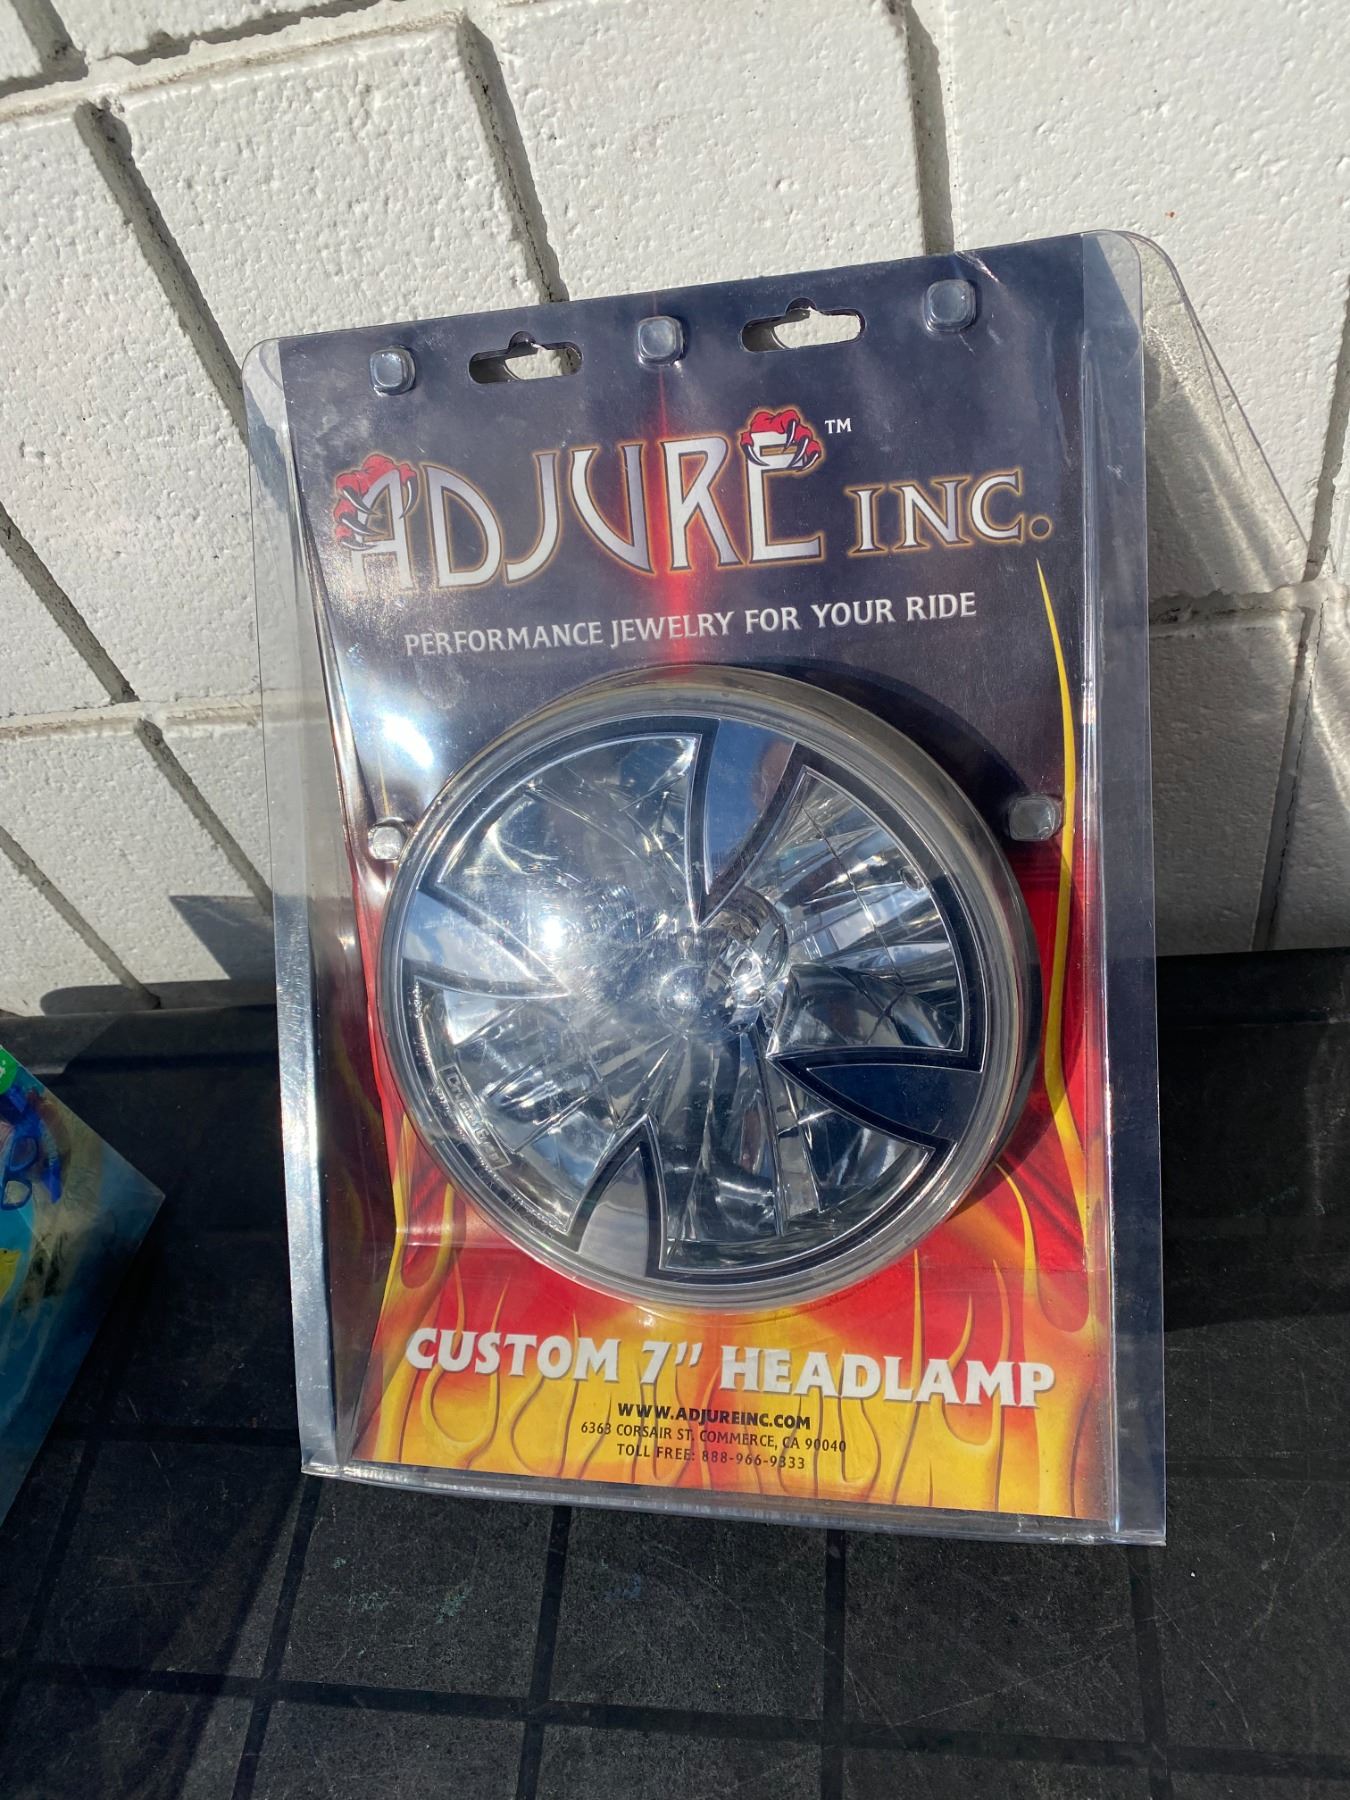 ADJURE™ INC.
PERFORMANCE JEWELRY FOR YOUR RIDE
CUSTOM 7" HEADLAMP
WWW.ADJUREINC.COM
6363 CORSAIR ST. COMMERCE, CA 90040
TOLL FREE: 888-966-9333